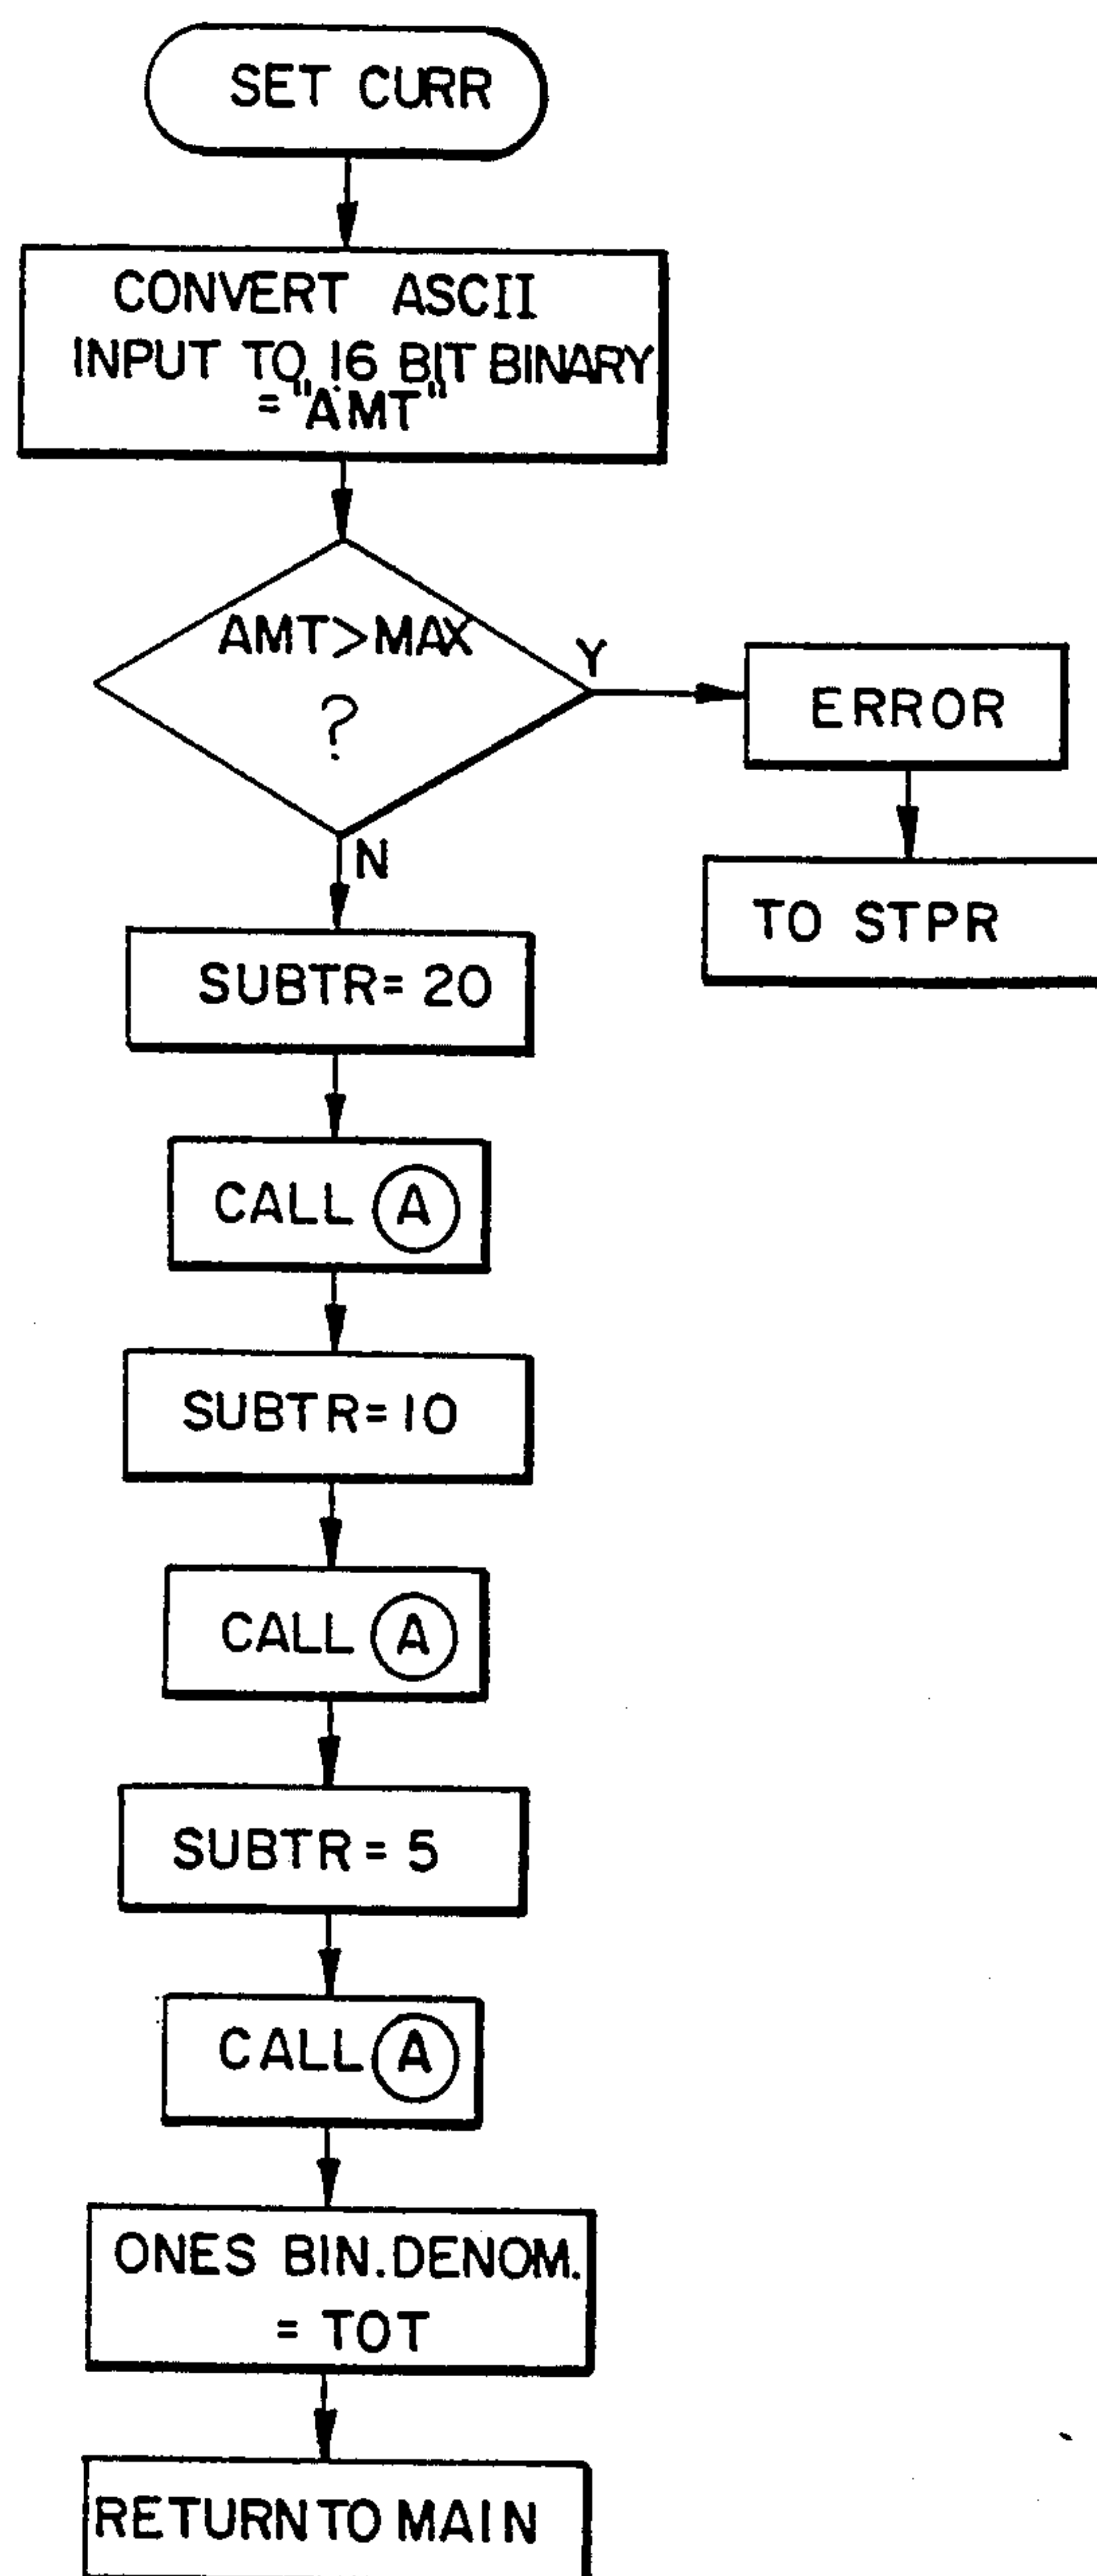 SET CURR
CONVERT ASCII
INPUT TO 16 BIT BINARY
= "AMT"
AMT>MAX
?
Y
ERROR
TO STPR
N
SUBTR= 20
CALL A
SUBTR= 10
CALL A
SUBTR = 5
CALL A
ONES BIN. DENOM.
= TOT
RETURN TO MAIN